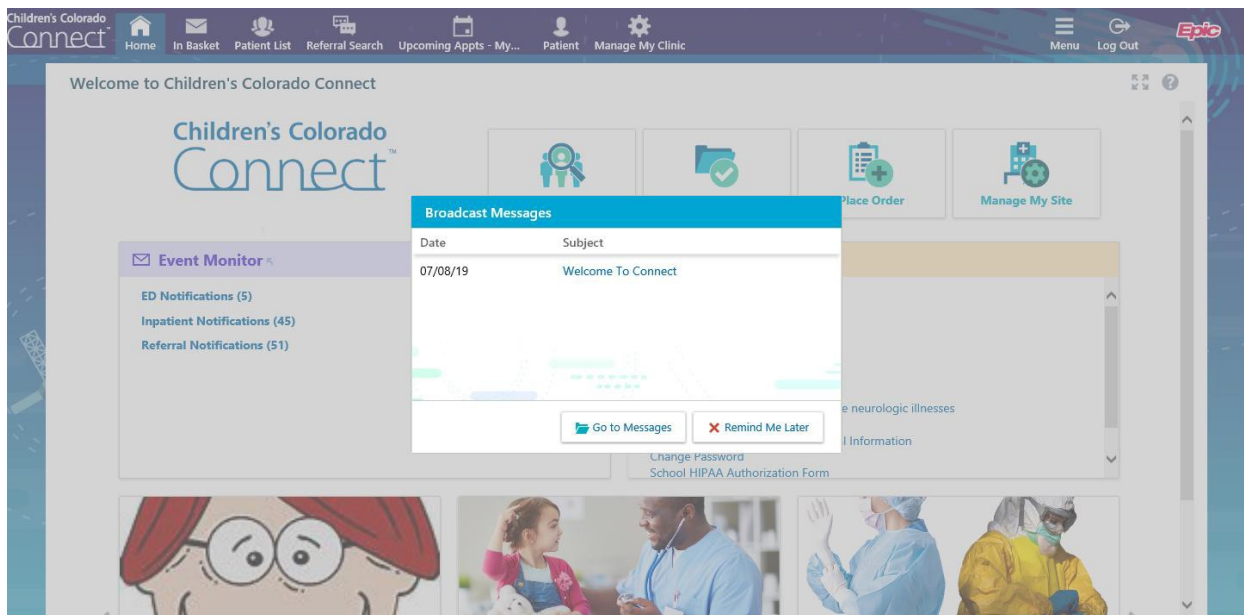 Children's Colorado
Connect
Home
In Basket
Patient List
Referral Search
Upcoming Appts - My...
Patient
Manage My Clinic
Menu
Log Out
Epic
Welcome to Children's Colorado Connect
Children's Colorado
Connect™
Place Order
Manage My Site
Event Monitor
ED Notifications (5)
Inpatient Notifications (45)
Referral Notifications (51)
Broadcast Messages
Date Subject
07/08/19 Welcome To Connect
Go to Messages
Remind Me Later
e neurologic illnesses
l Information
Change Password
School HIPAA Authorization Form